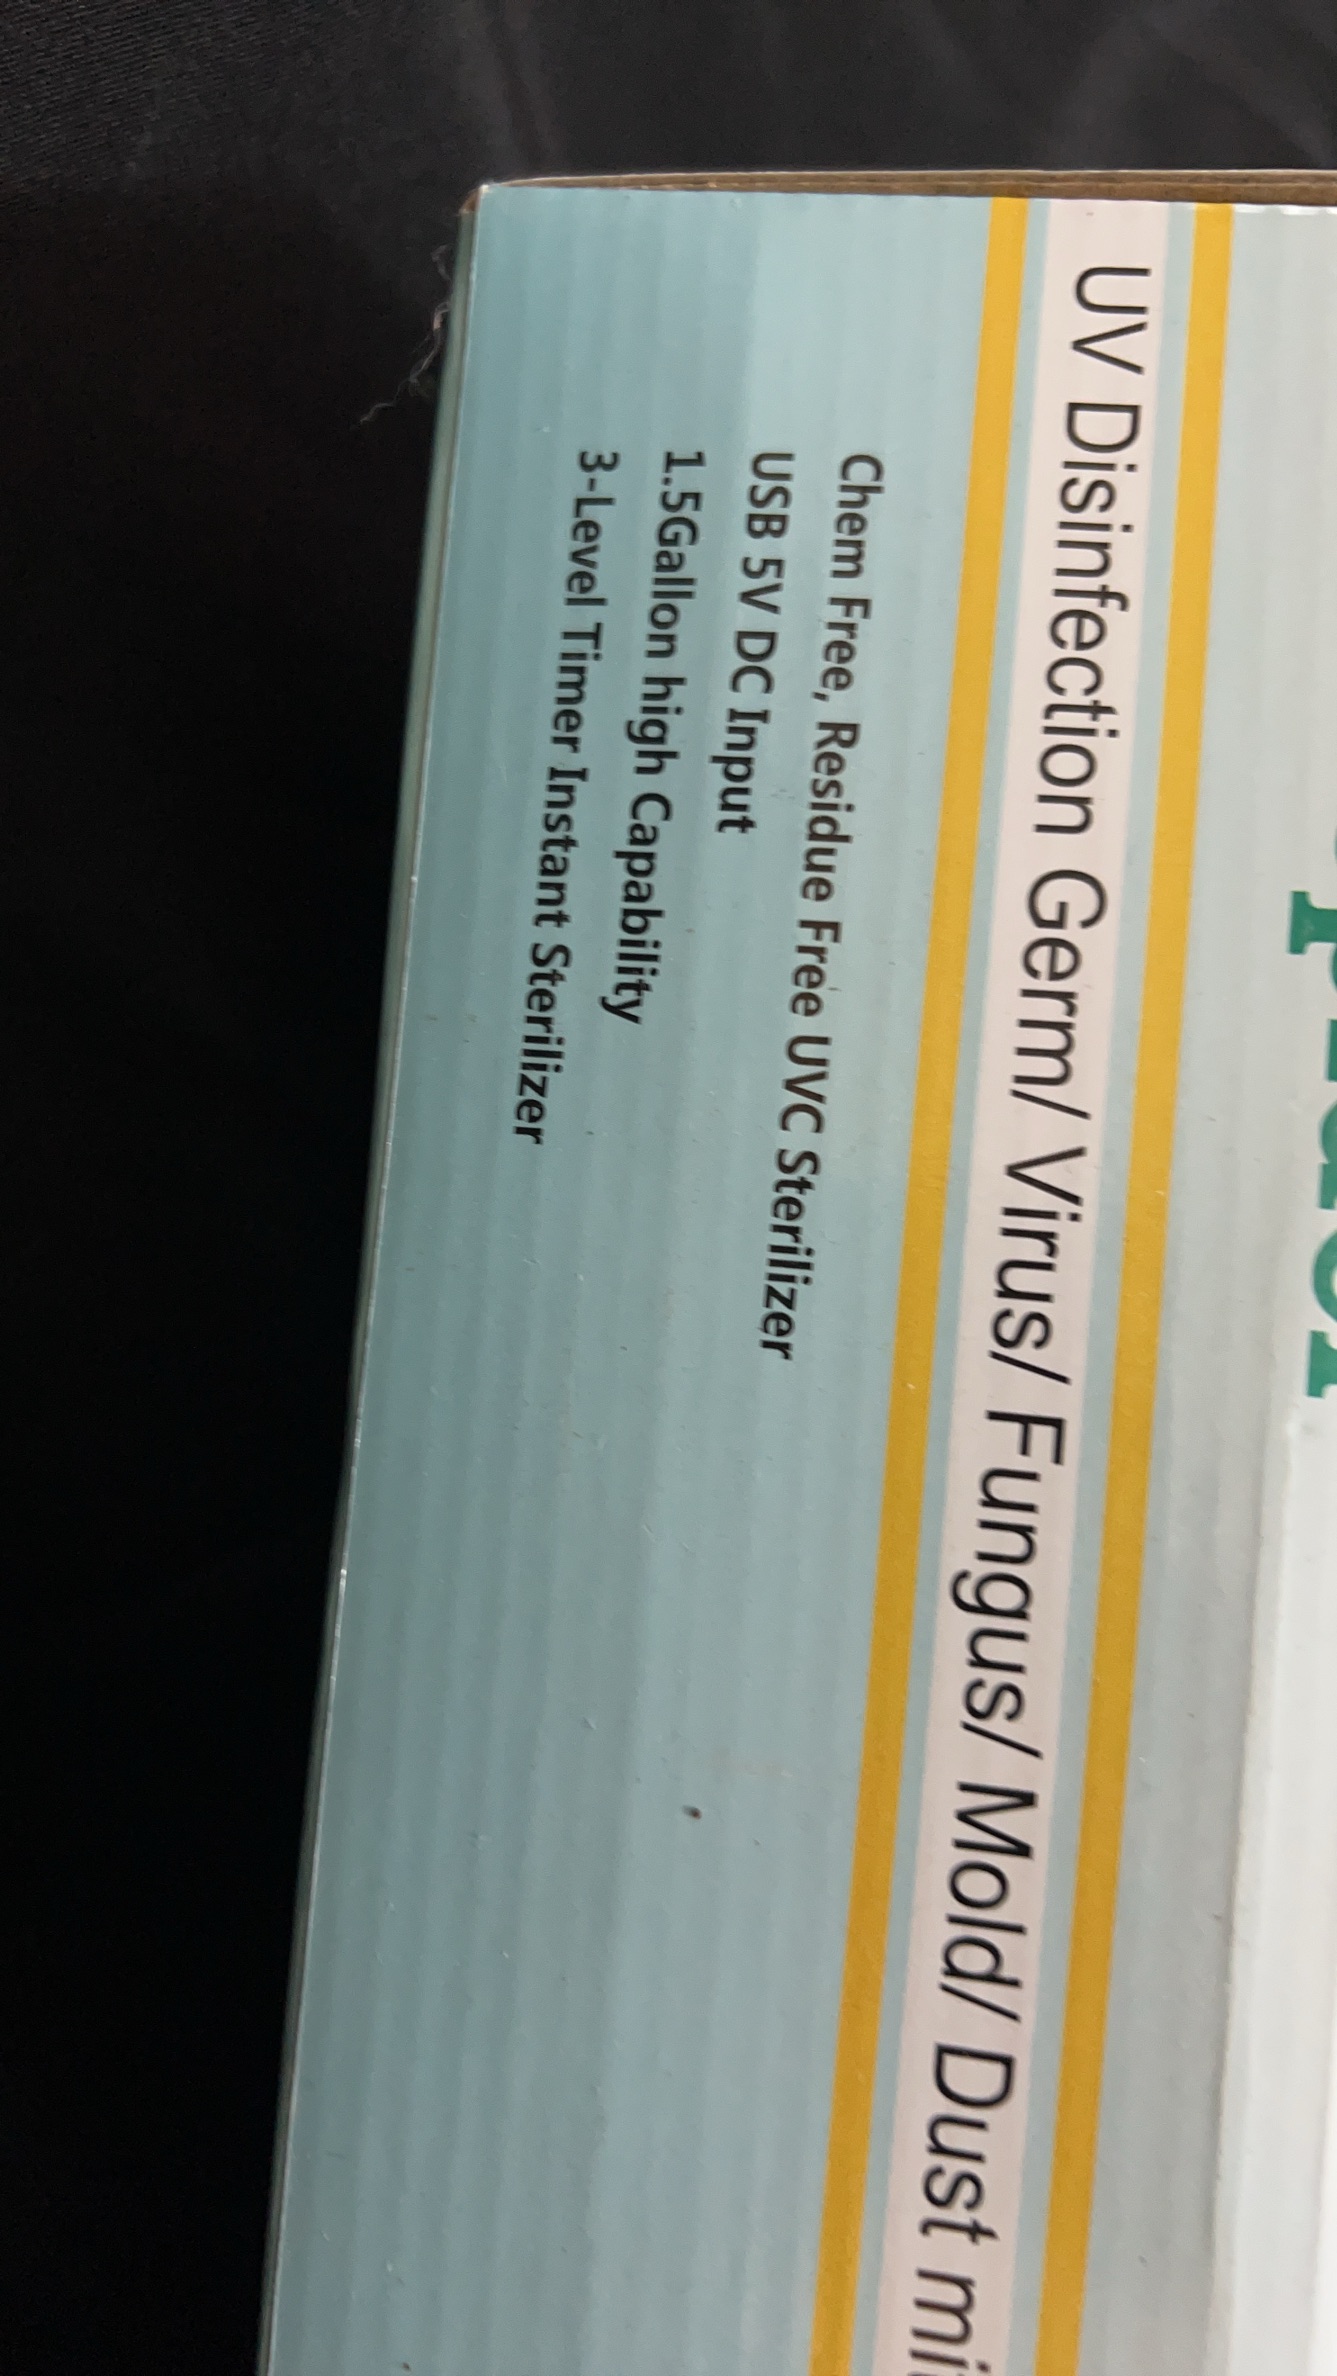 UV Disinfection Germ/ Virus/ Fungus/ Mold/ Dust
Chem Free, Residue Free UVC Sterilizer
USB 5V DC Input
1.5Gallon high Capability
3-Level Timer Instant Sterilizer